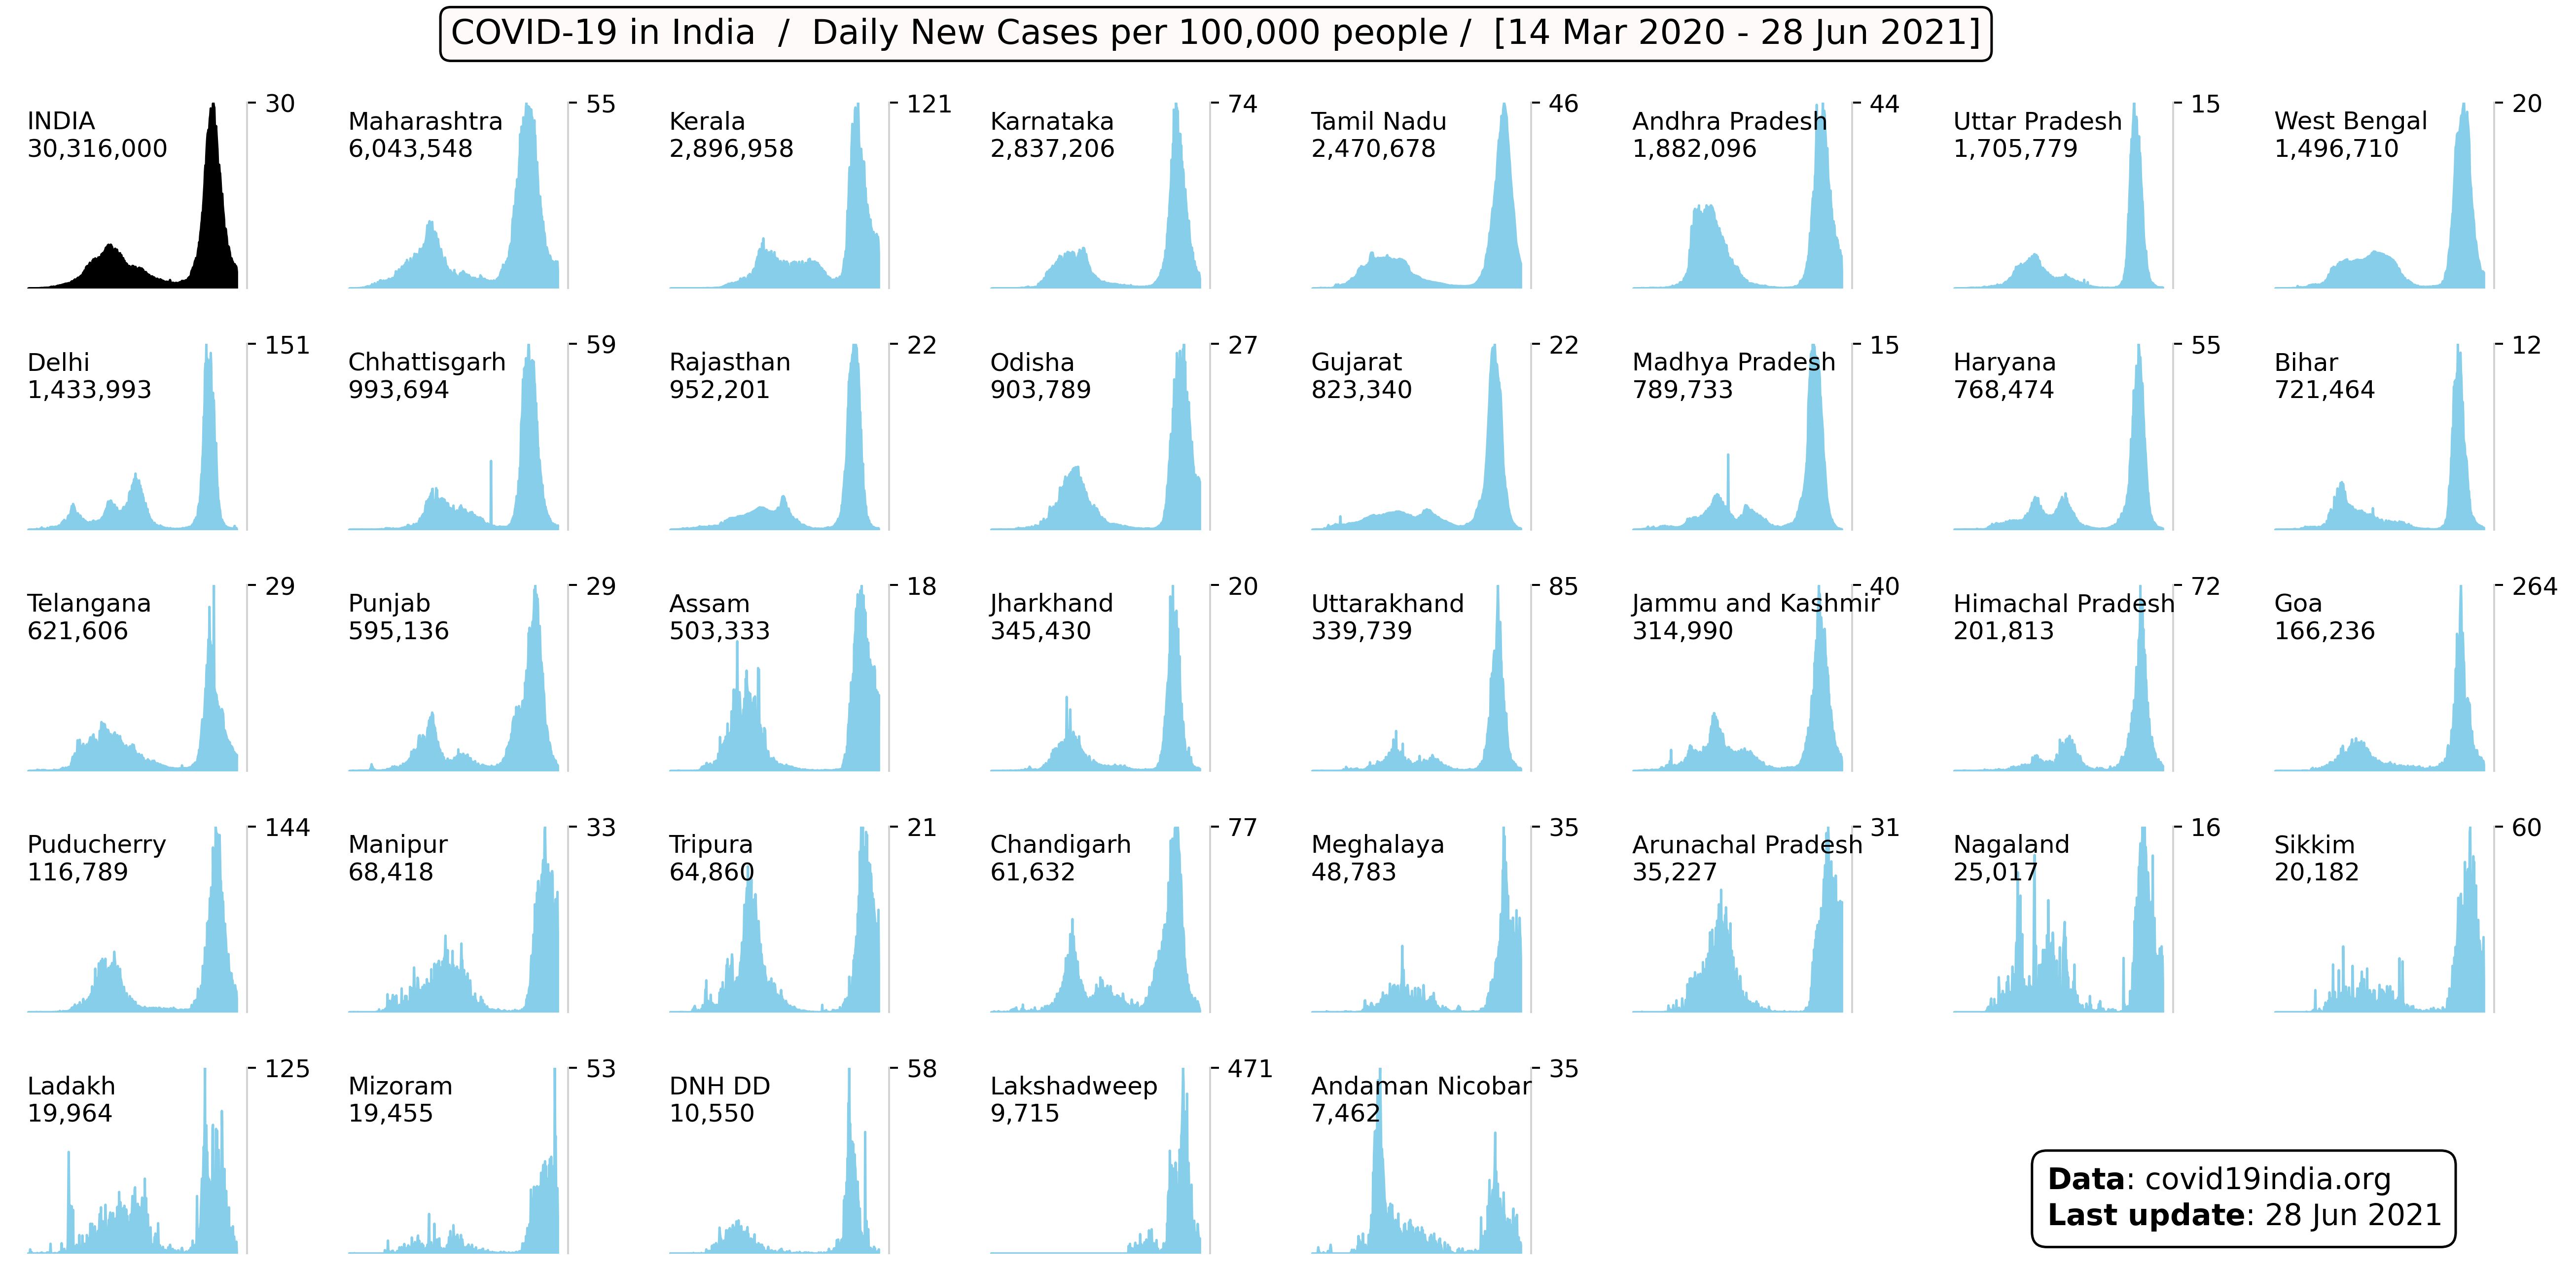 COVID-19 in India / Daily New Cases per 100,000 people / [14 Mar 2020 - 28 Jun 2021]
INDIA
30,316,000
30
Maharashtra
6,043,548
55
Kerala
2,896,958
121
Karnataka
2,837,206
74
Tamil Nadu
2,470,678
46
Andhra Pradesh
1,882,096
44
Uttar Pradesh
1,705,779
15
West Bengal
1,496,710
20
Delhi
1,433,993
151
Chhattisgarh
993,694
59
Rajasthan
952,201
22
Odisha
903,789
27
Gujarat
823,340
22
Madhya Pradesh
789,733
15
Haryana
768,474
55
Bihar
721,464
12
Telangana
621,606
29
Punjab
595,136
29
Assam
503,333
18
Jharkhand
345,430
20
Uttarakhand
339,739
85
Jammu and Kashmir
314,990
40
Himachal Pradesh
201,813
72
Goa
166,236
264
Puducherry
116,789
144
Manipur
68,418
33
Tripura
64,860
21
Chandigarh
61,632
77
Meghalaya
48,783
35
Arunachal Pradesh
35,227
31
Nagaland
25,017
16
Sikkim
20,182
60
Ladakh
19,964
125
Mizoram
19,455
53
DNH DD
10,550
58
Lakshadweep
9,715
471
Andaman Nicobar
7,462
35
Data: covid19india.org
Last update: 28 Jun 2021